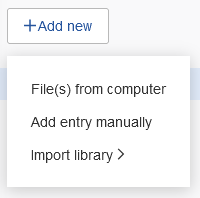 +Add new
File(s) from computer
Add entry manually
Import library >